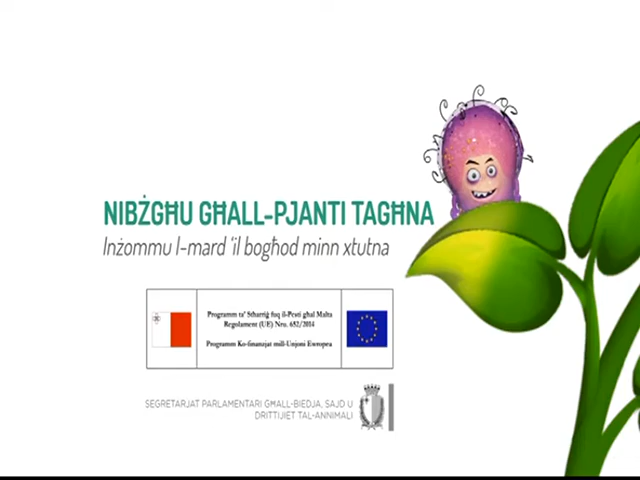 NIBŻGĦU GĦALL-PJANTI TAGĦNA
Inżommu l-mard 'il bogħod minn xtutna
Programm ta' Stħarriġ fuq il-Pesti għal Malta
Regolament (UE) Nru. 652/2014
Programm Ko-finanzjat mill-Unjoni Ewropea
SEGRETARJAT PARLAMENTARI GĦALL-BIEDJA, SAJD U
DRITTIJIET TAL-ANNIMALI